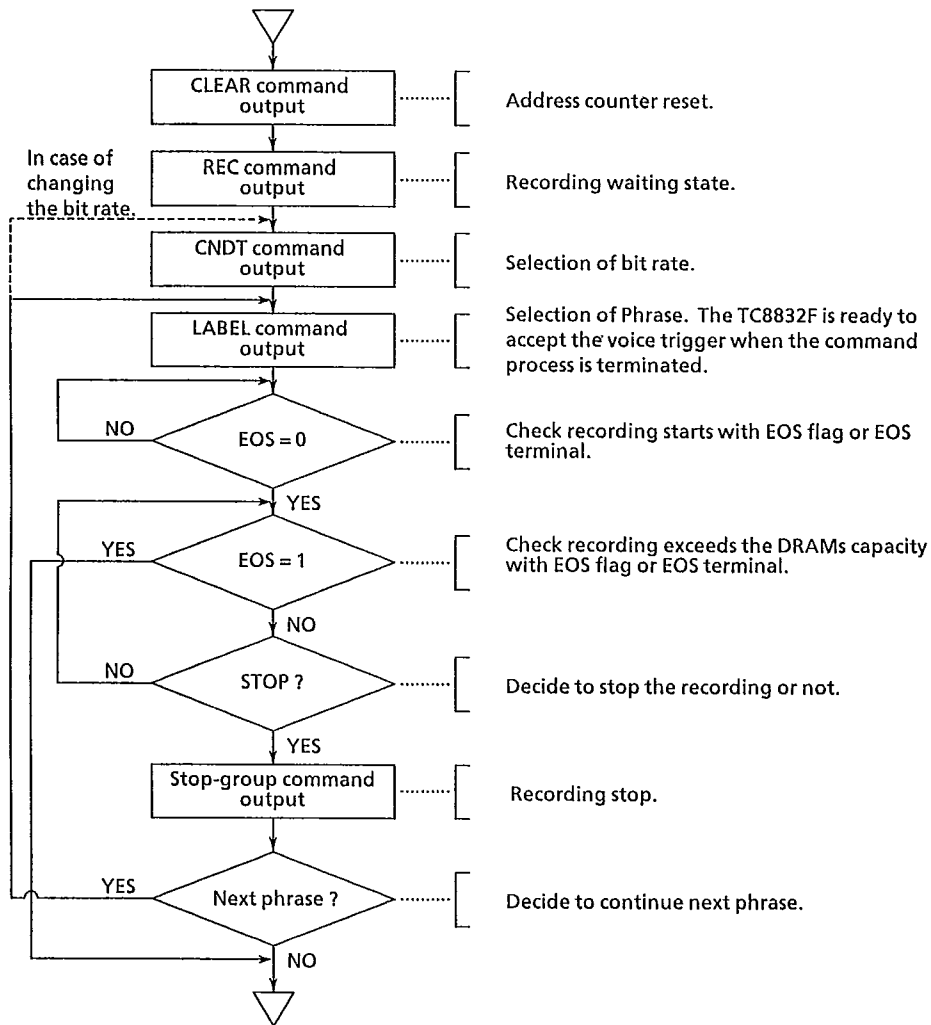 CLEAR command
output
Address counter reset.
In case of
changing
the bit rate.
REC command
output
Recording waiting state.
CNDT command
output
Selection of bit rate.
LABEL command
output
Selection of Phrase. The TC8832F is ready to
accept the voice trigger when the command
process is terminated.
NO
EOS = 0
Check recording starts with EOS flag or EOS
terminal.
YES
YES
EOS = 1
Check recording exceeds the DRAMs capacity
with EOS flag or EOS terminal.
NO
NO
STOP ?
Decide to stop the recording or not.
YES
Stop-group command
output
Recording stop.
YES
Next phrase ?
Decide to continue next phrase.
NO